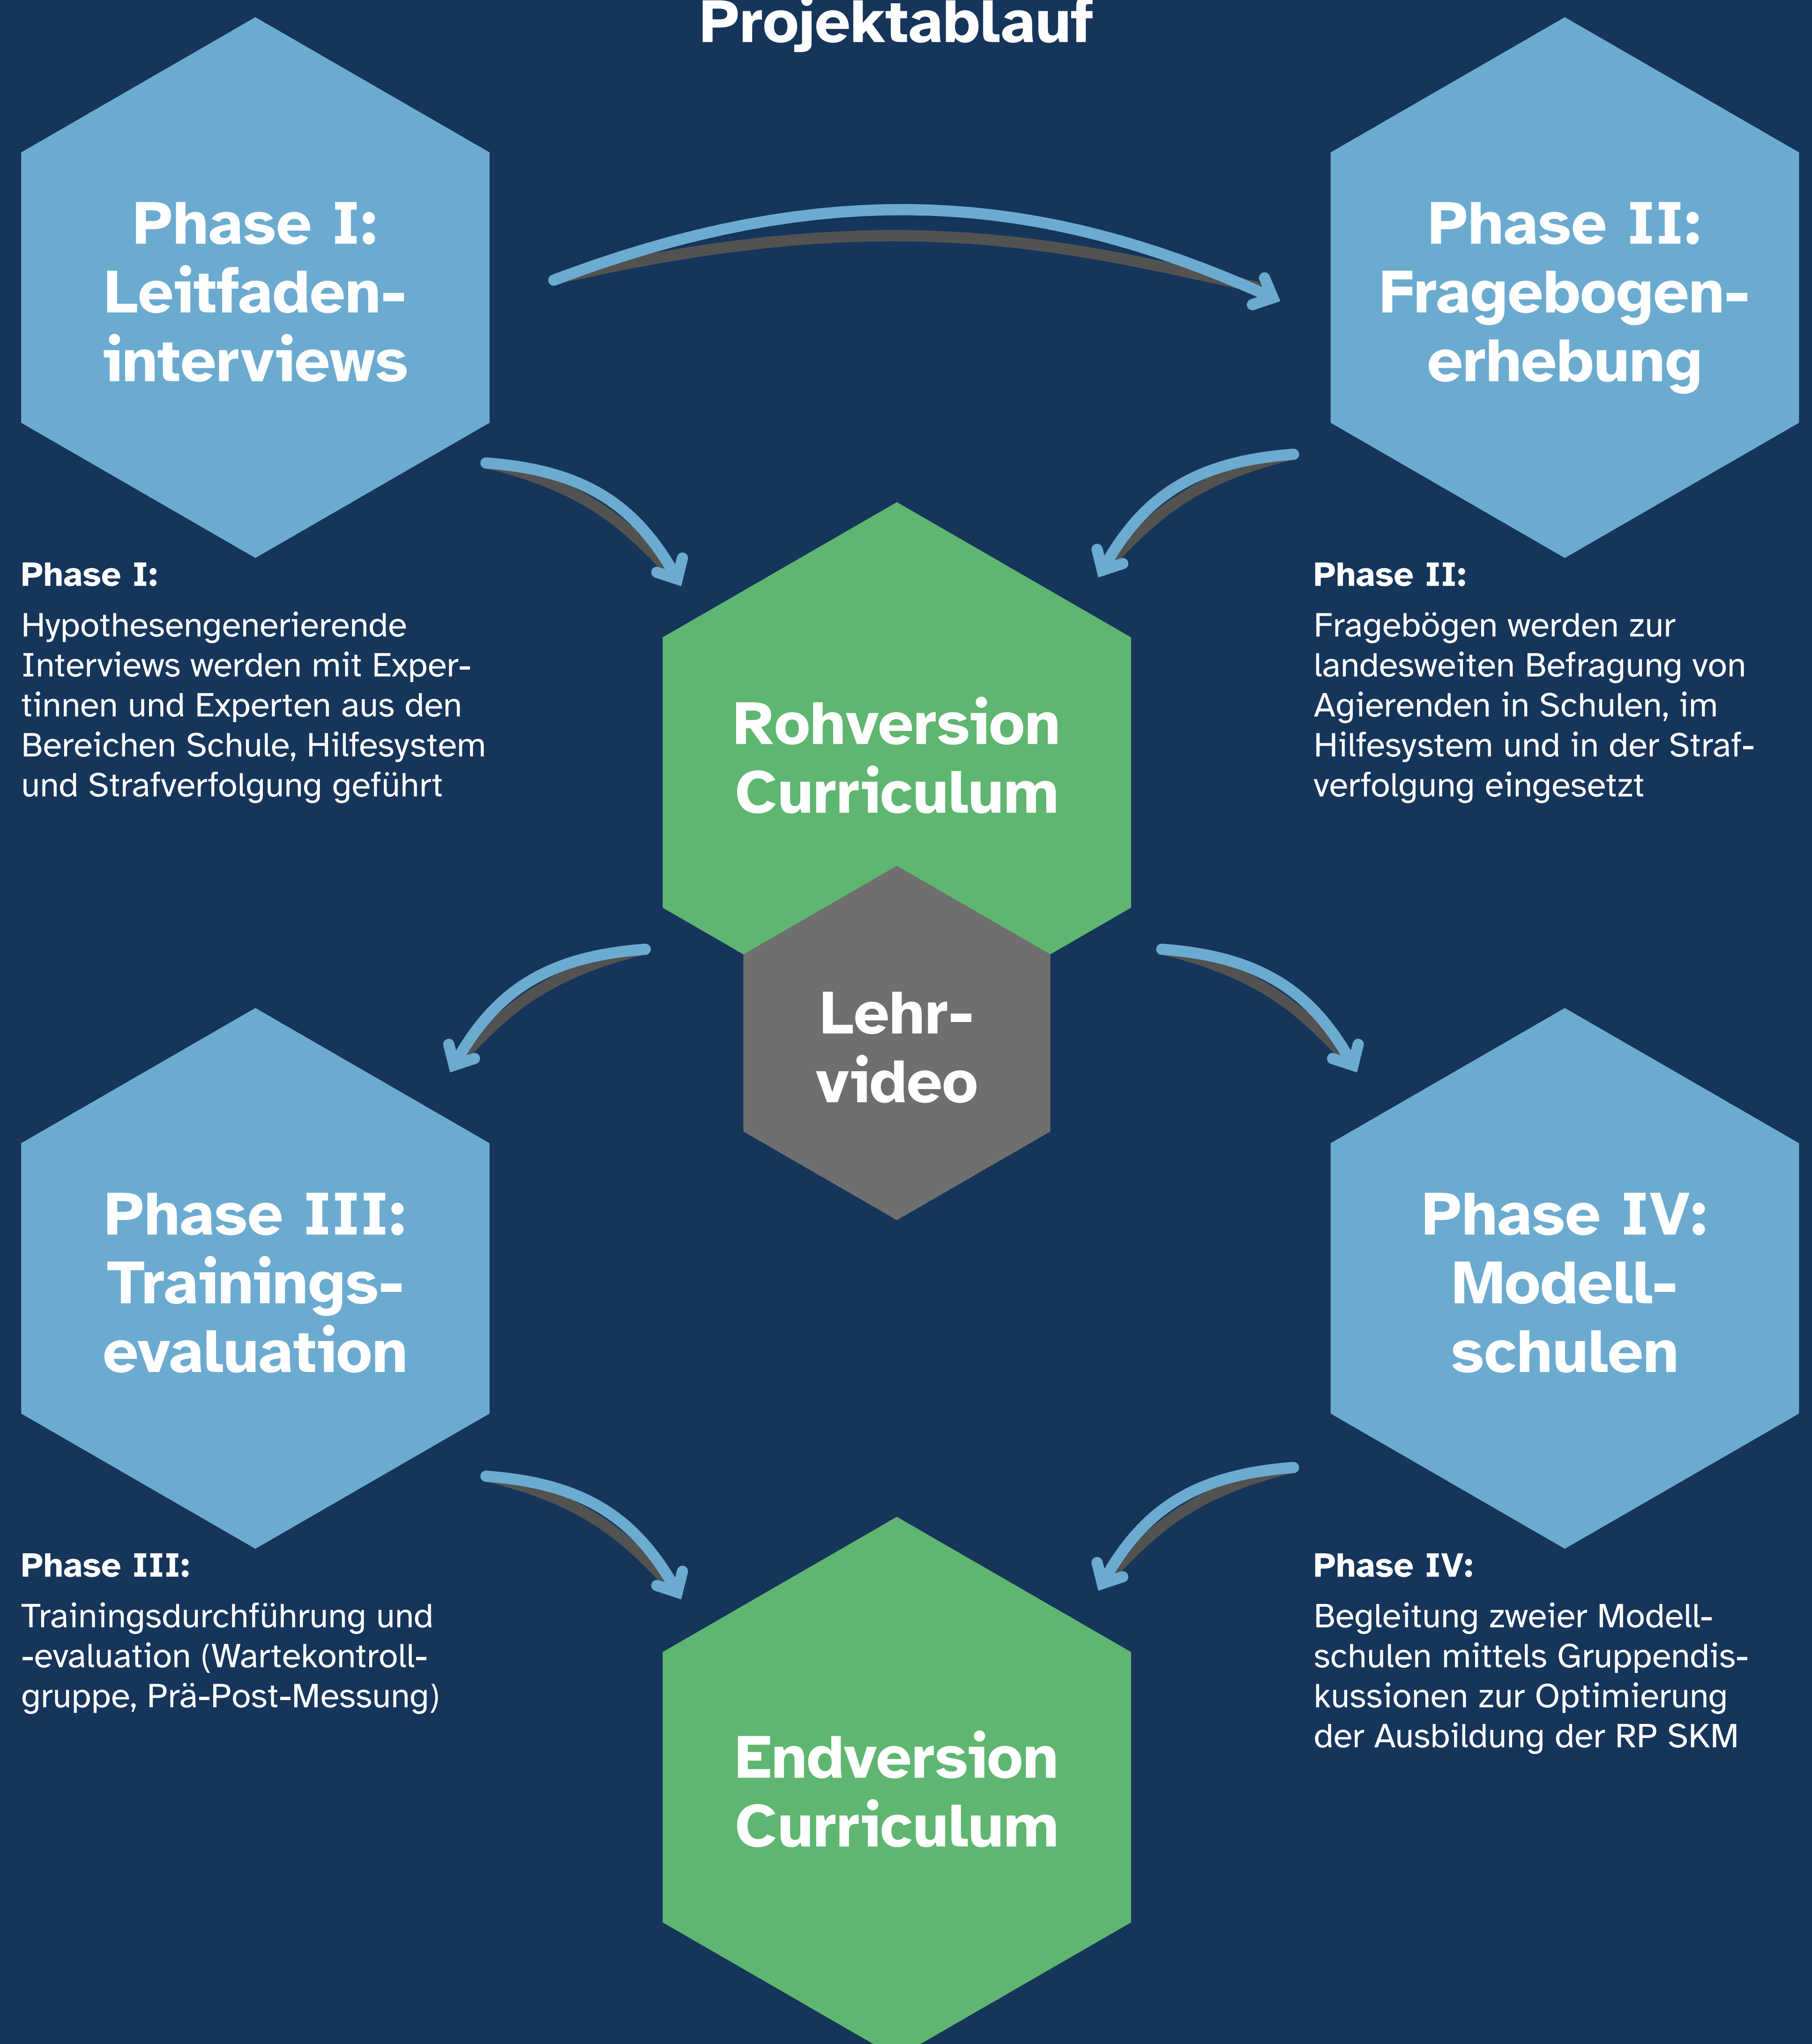 Projektablauf
Phase I:
Leitfaden-
interviews
Phase II:
Fragebogen-
erhebung
Phase I:
Hypothesengenerierende
Interviews werden mit Exper-
tinnen und Experten aus den
Bereichen Schule, Hilfesystem
und Strafverfolgung geführt
Phase II:
Fragebögen werden zur
landesweiten Befragung von
Agierenden in Schulen, im
Hilfesystem und in der Straf-
verfolgung eingesetzt
Rohversion
Curriculum
Lehr-
video
Phase III:
Trainings-
evaluation
Phase IV:
Modell-
schulen
Phase III:
Trainingsdurchführung und
-evaluation (Wartekontroll-
gruppe, Prä-Post-Messung)
Phase IV:
Begleitung zweier Modell-
schulen mittels Gruppendis-
kussionen zur Optimierung
der Ausbildung der RP SKM
Endversion
Curriculum